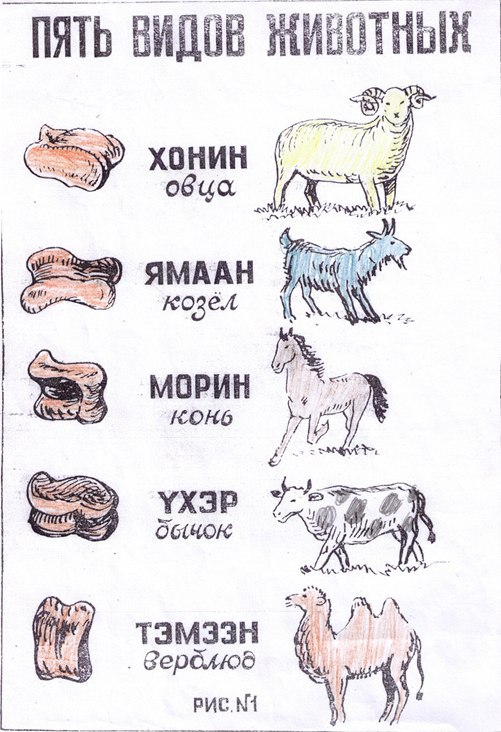 ПЯТЬ ВИДОВ ЖИВОТНЫХ
ХОНИН
овца
ЯМААН
козёл
МОРИН
конь
ҮХЭР
бычок
ТЭМЭЭН
верблюд
РИС. №1